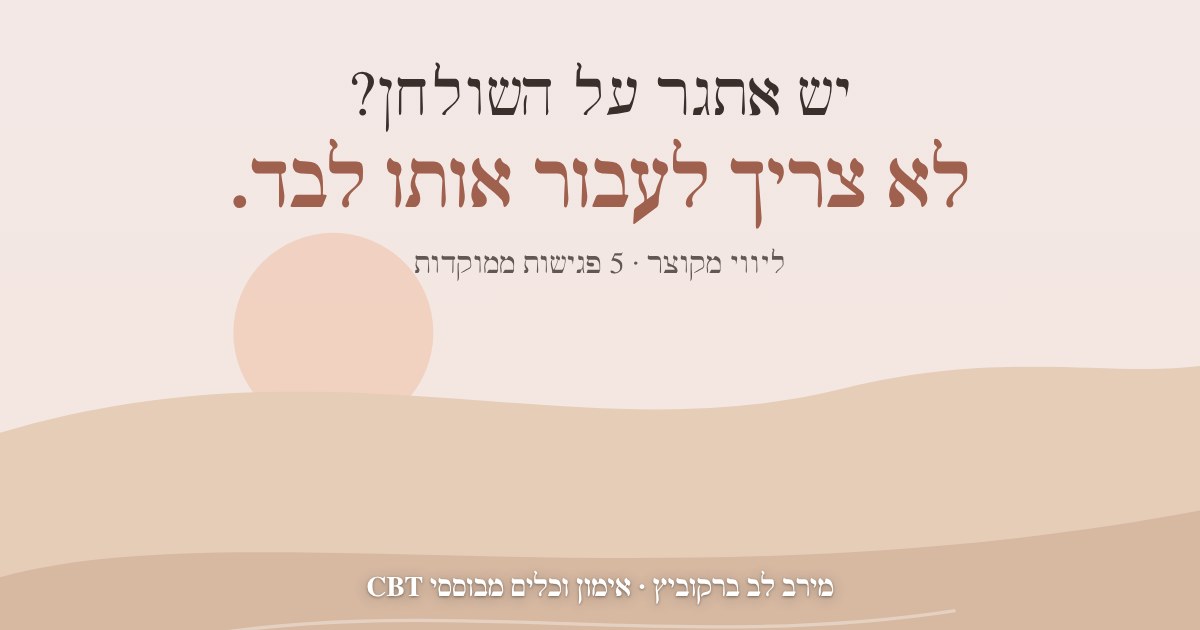 יש אתגר על השולחן?
לא צריך לעבור אותו לבד.
ליווי מקוצר · 5 פגישות ממוקדות
מירב לב ברקוביץ · אימון וכלים מבוססי CBT